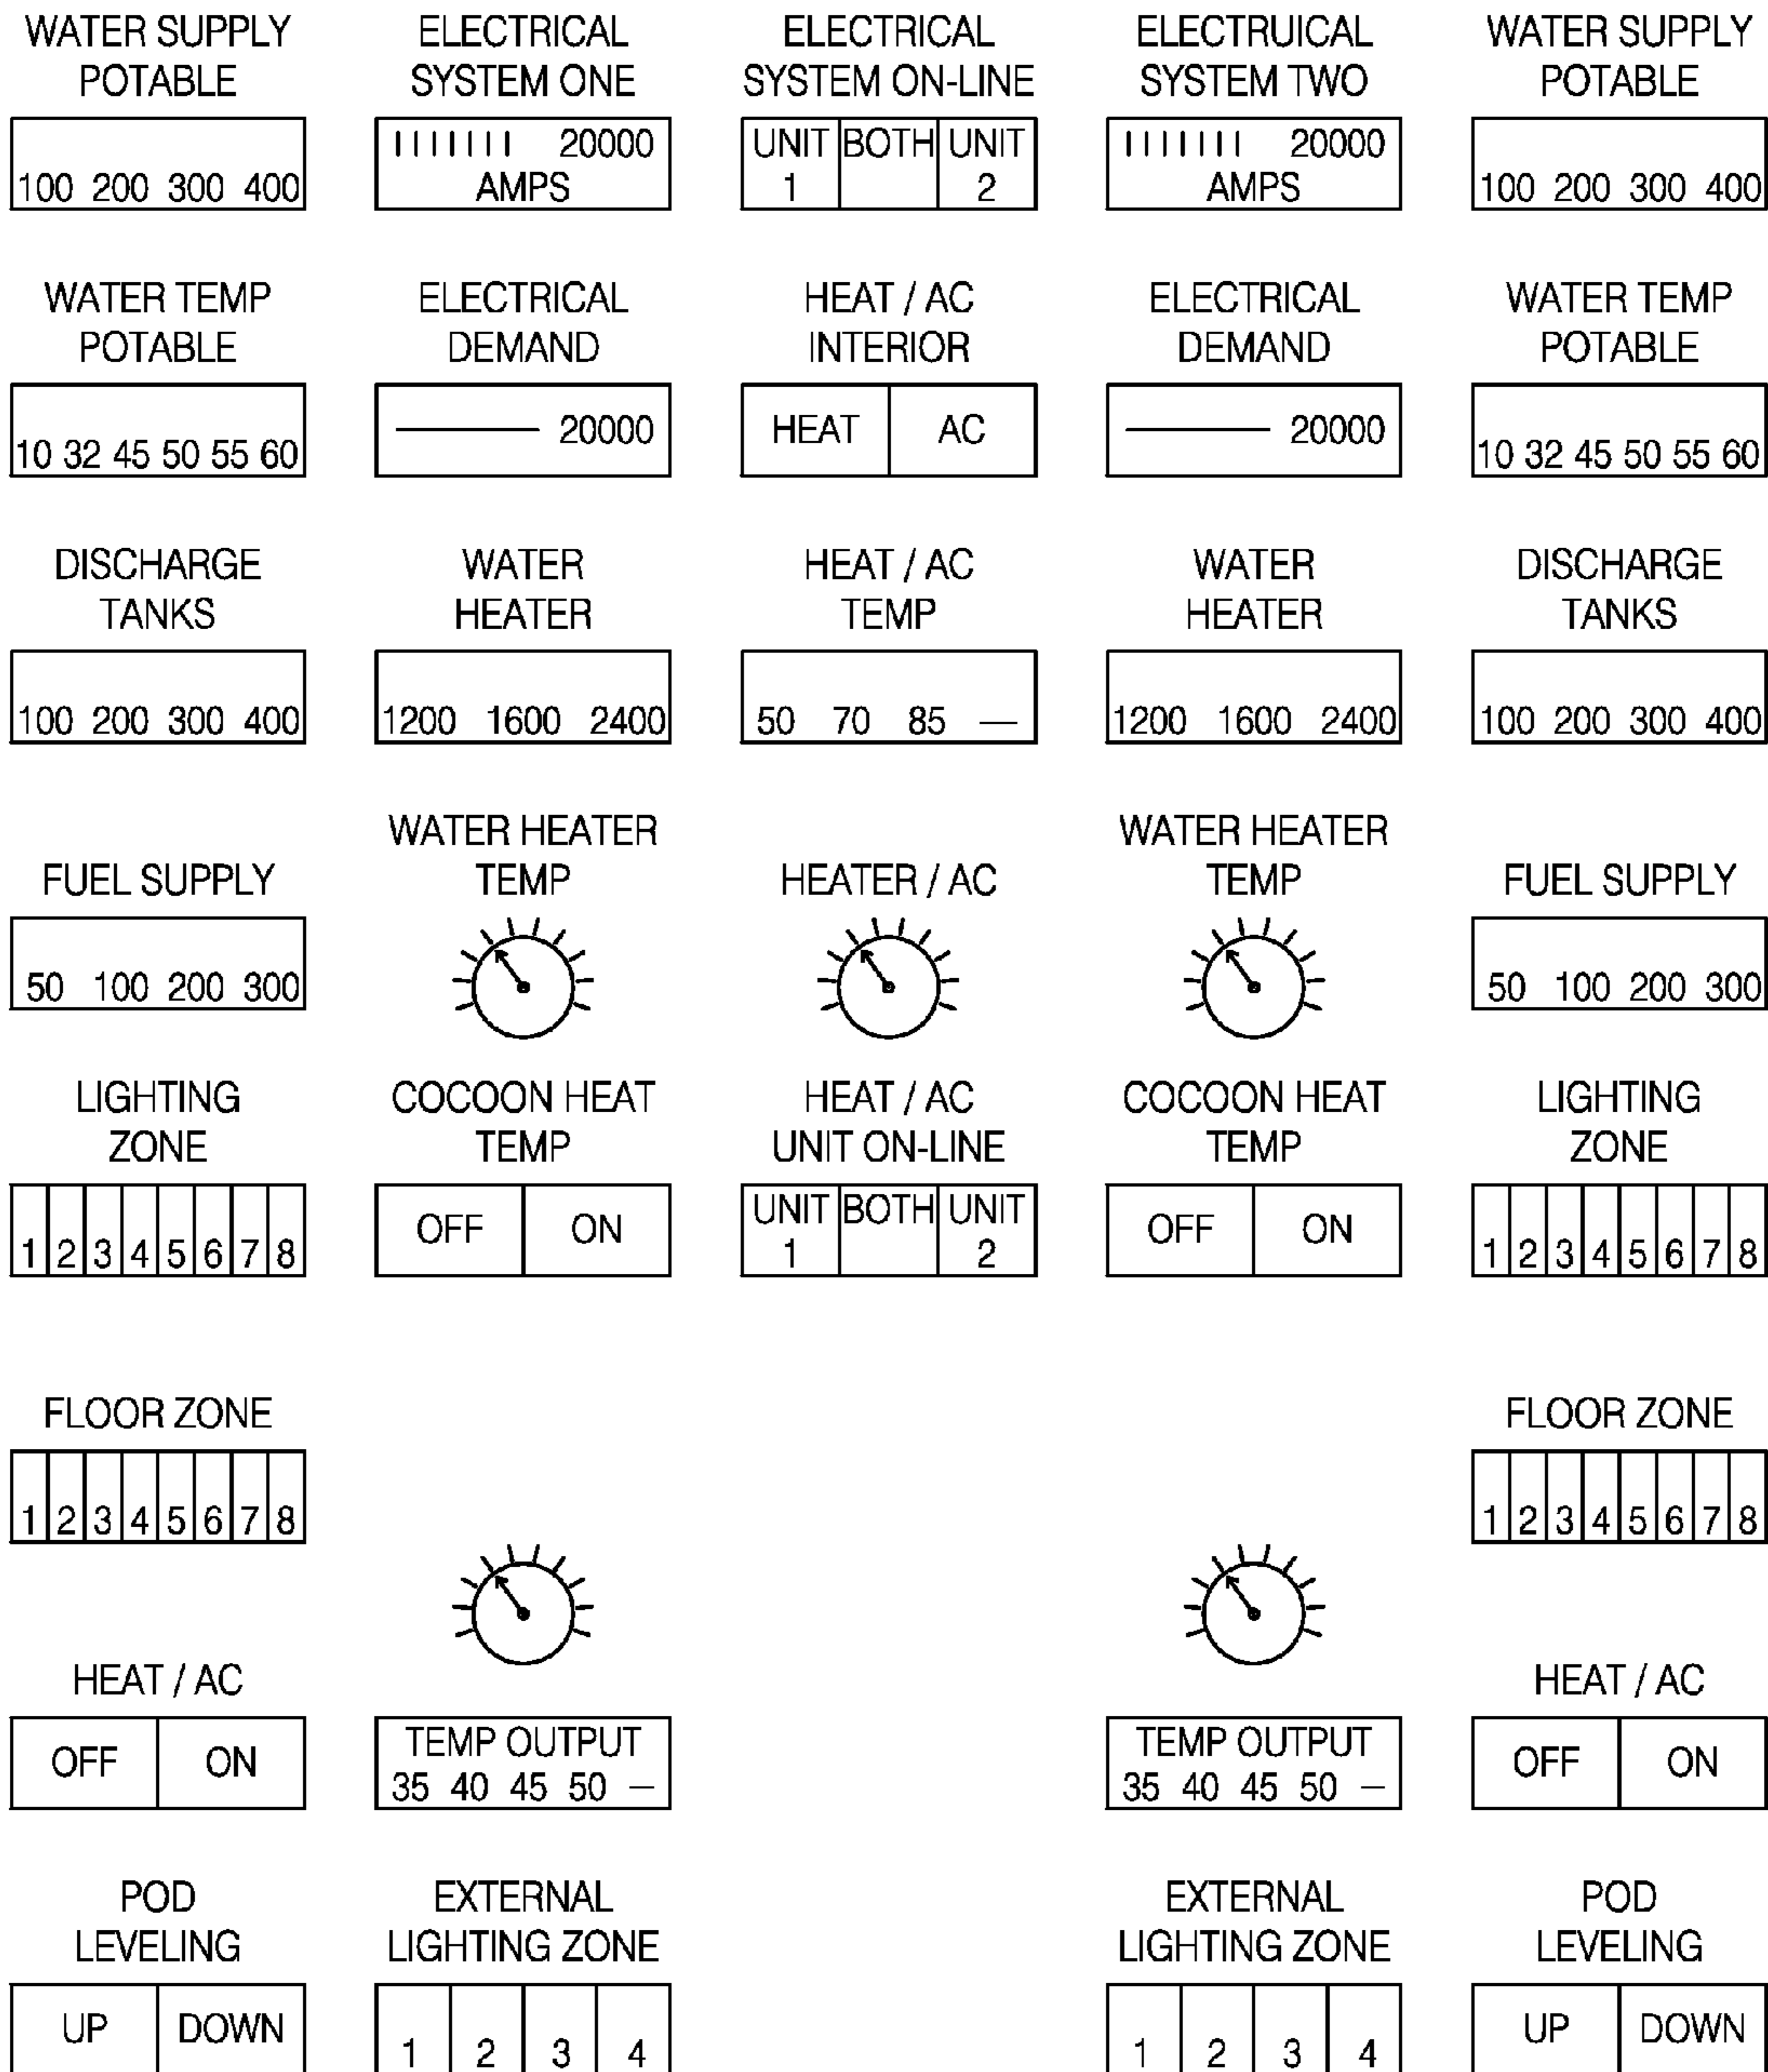 WATER SUPPLY
POTABLE
100 200 300 400
ELECTRICAL
SYSTEM ONE
20000
AMPS
ELECTRICAL
SYSTEM ON-LINE
UNIT BOTH UNIT
1 2
ELECTRUICAL
SYSTEM TWO
20000
AMPS
WATER SUPPLY
POTABLE
100 200 300 400
WATER TEMP
POTABLE
10 32 45 50 55 60
ELECTRICAL
DEMAND
20000
HEAT / AC
INTERIOR
HEAT AC
ELECTRICAL
DEMAND
20000
WATER TEMP
POTABLE
10 32 45 50 55 60
DISCHARGE
TANKS
100 200 300 400
WATER
HEATER
1200 1600 2400
HEAT / AC
TEMP
50 70 85 —
WATER
HEATER
1200 1600 2400
DISCHARGE
TANKS
100 200 300 400
FUEL SUPPLY
50 100 200 300
WATER HEATER
TEMP
HEATER / AC
WATER HEATER
TEMP
FUEL SUPPLY
50 100 200 300
LIGHTING
ZONE
1 2 3 4 5 6 7 8
COCOON HEAT
TEMP
OFF ON
HEAT / AC
UNIT ON-LINE
UNIT BOTH UNIT
1 2
COCOON HEAT
TEMP
OFF ON
LIGHTING
ZONE
1 2 3 4 5 6 7 8
FLOOR ZONE
1 2 3 4 5 6 7 8
FLOOR ZONE
1 2 3 4 5 6 7 8
HEAT / AC
OFF ON
TEMP OUTPUT
35 40 45 50 —
TEMP OUTPUT
35 40 45 50 —
HEAT / AC
OFF ON
POD
LEVELING
UP DOWN
EXTERNAL
LIGHTING ZONE
1 2 3 4
EXTERNAL
LIGHTING ZONE
1 2 3 4
POD
LEVELING
UP DOWN